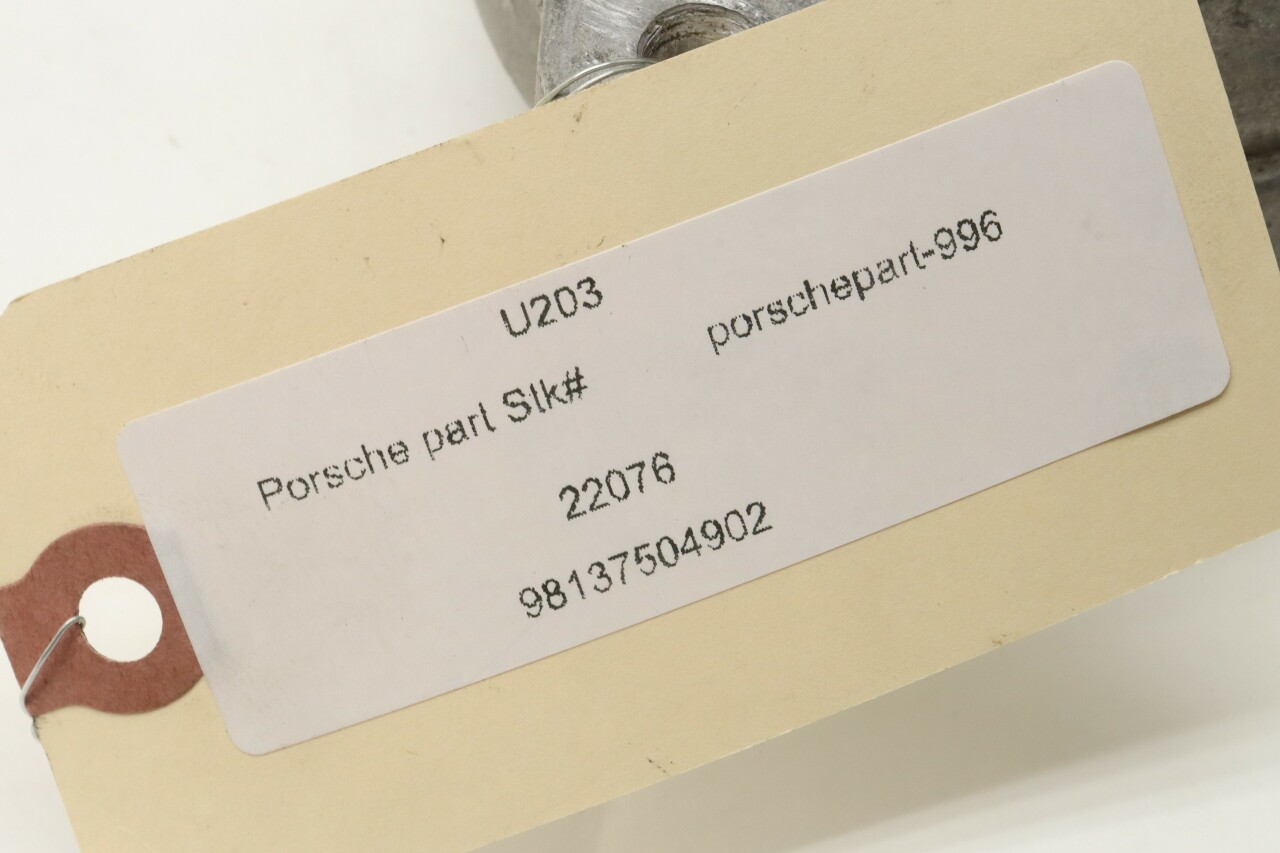 U203
porschepart-996
Porsche part Stk#
22076
98137504902